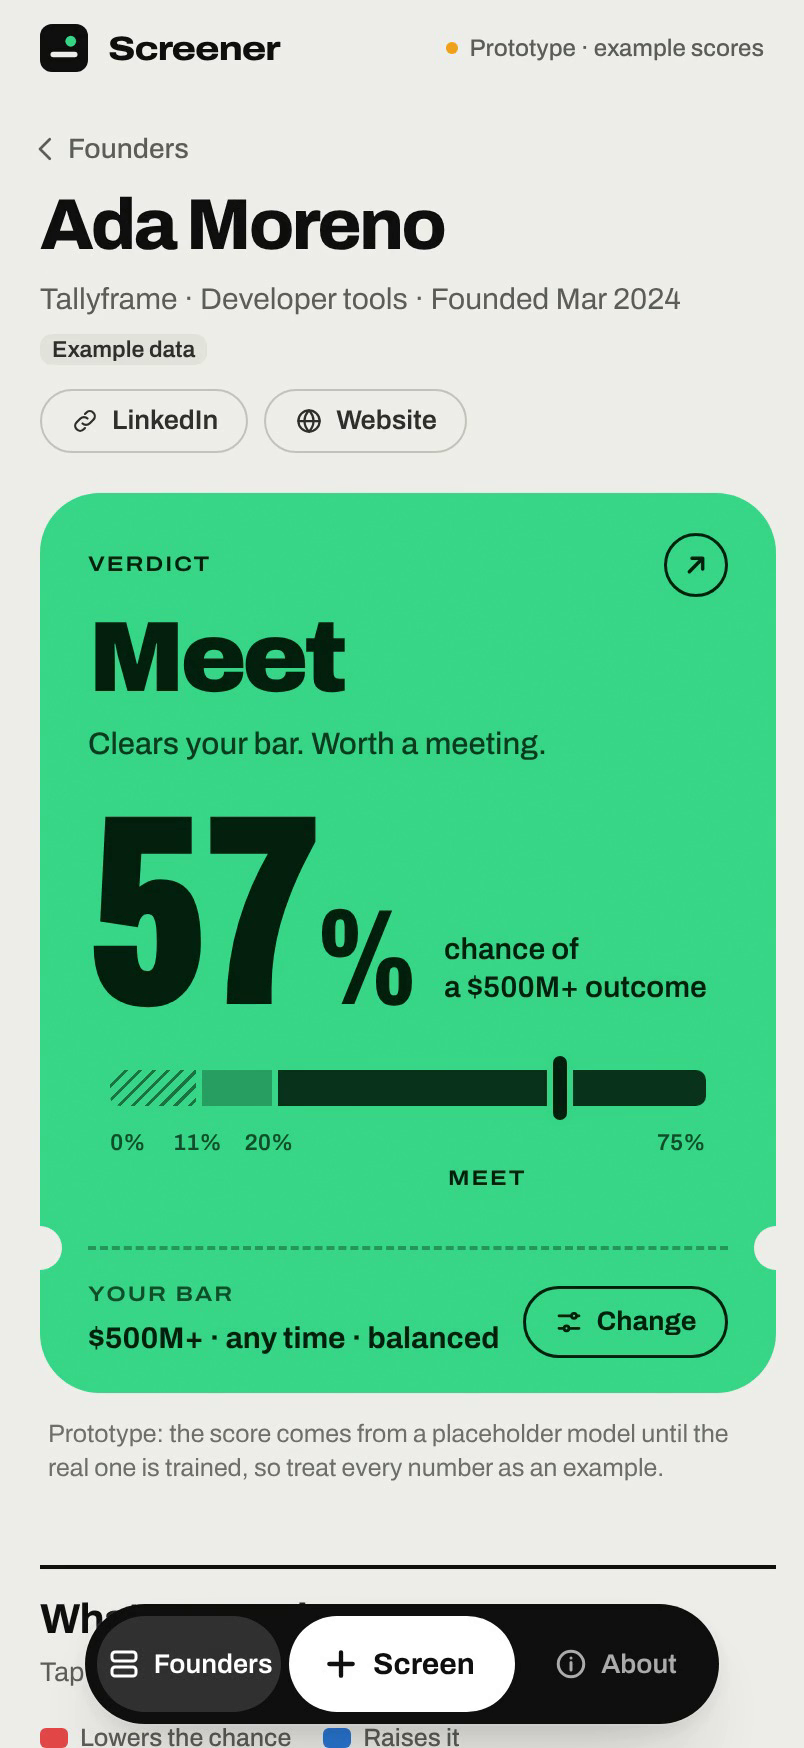 Screener
Prototype · example scores
Founders
Ada Moreno
Tallyframe · Developer tools · Founded Mar 2024
Example data
LinkedIn
Website
VERDICT
Meet
Clears your bar. Worth a meeting.
57%
chance of
a $500M+ outcome
0% 11% 20% 75%
MEET
YOUR BAR
$500M+ · any time · balanced
Change
Prototype: the score comes from a placeholder model until the
real one is trained, so treat every number as an example.
Tap
Founders
Screen
About
Lowers the chance
Raises it